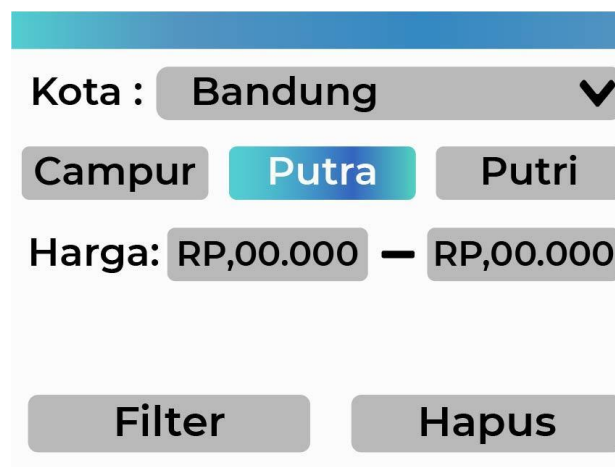 Kota : Bandung
Campur Putra Putri
Harga: RP,00.000 – RP,00.000
Filter Hapus